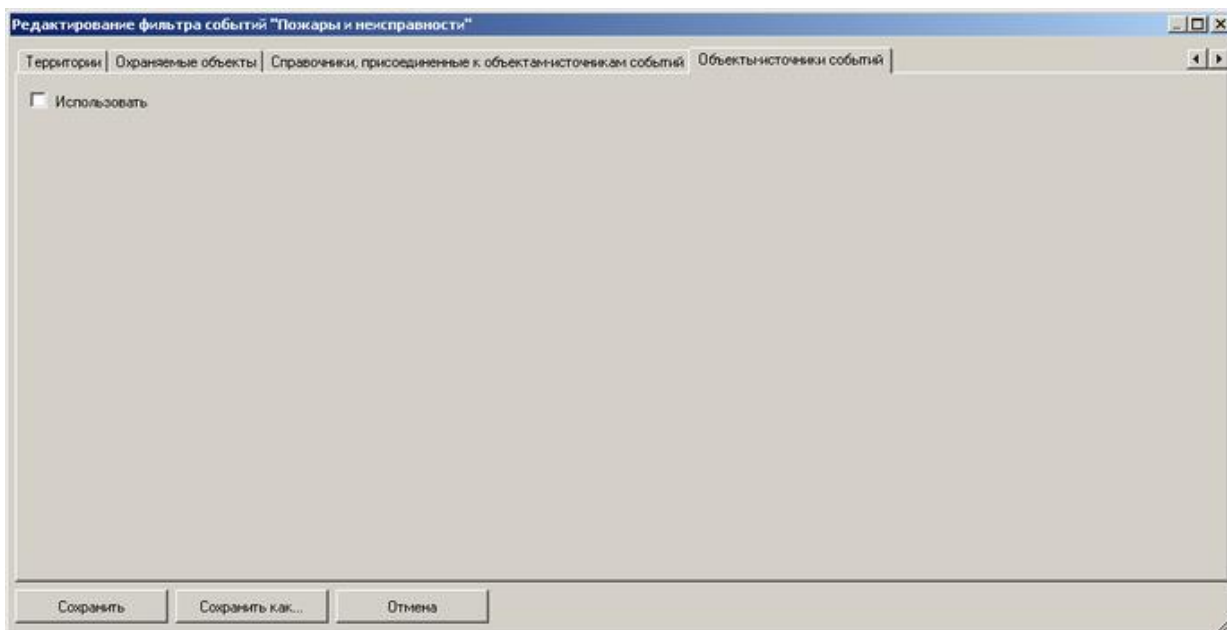 Редактирование фильтра событий "Пожары и неисправности"
Территории Охраняемые объекты Справочники, присоединенные к объектам-источникам событий Объекты-источники событий
Использовать
Сохранить Сохранить как... Отмена